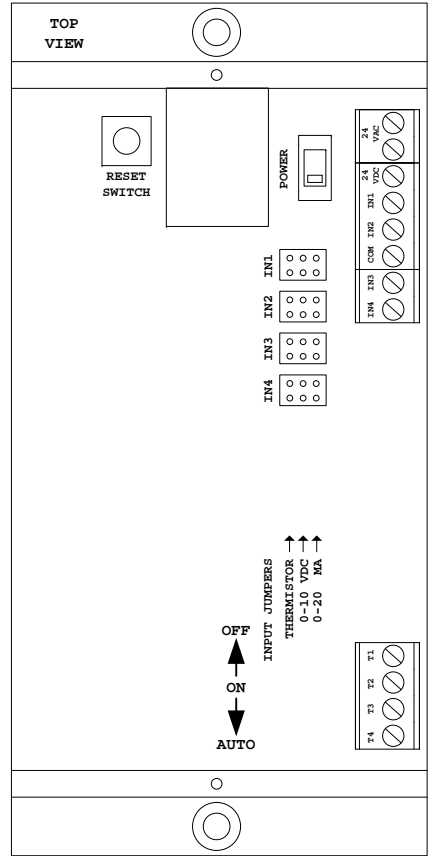 TOP
VIEW
RESET
SWITCH
POWER
24
VAC
24
VDC
IN1
IN2
COM
IN3
IN4
IN1
IN2
IN3
IN4
INPUT JUMPERS
THERMISTOR
0-10 VDC
0-20 MA
OFF
ON
AUTO
T1
T2
T3
T4